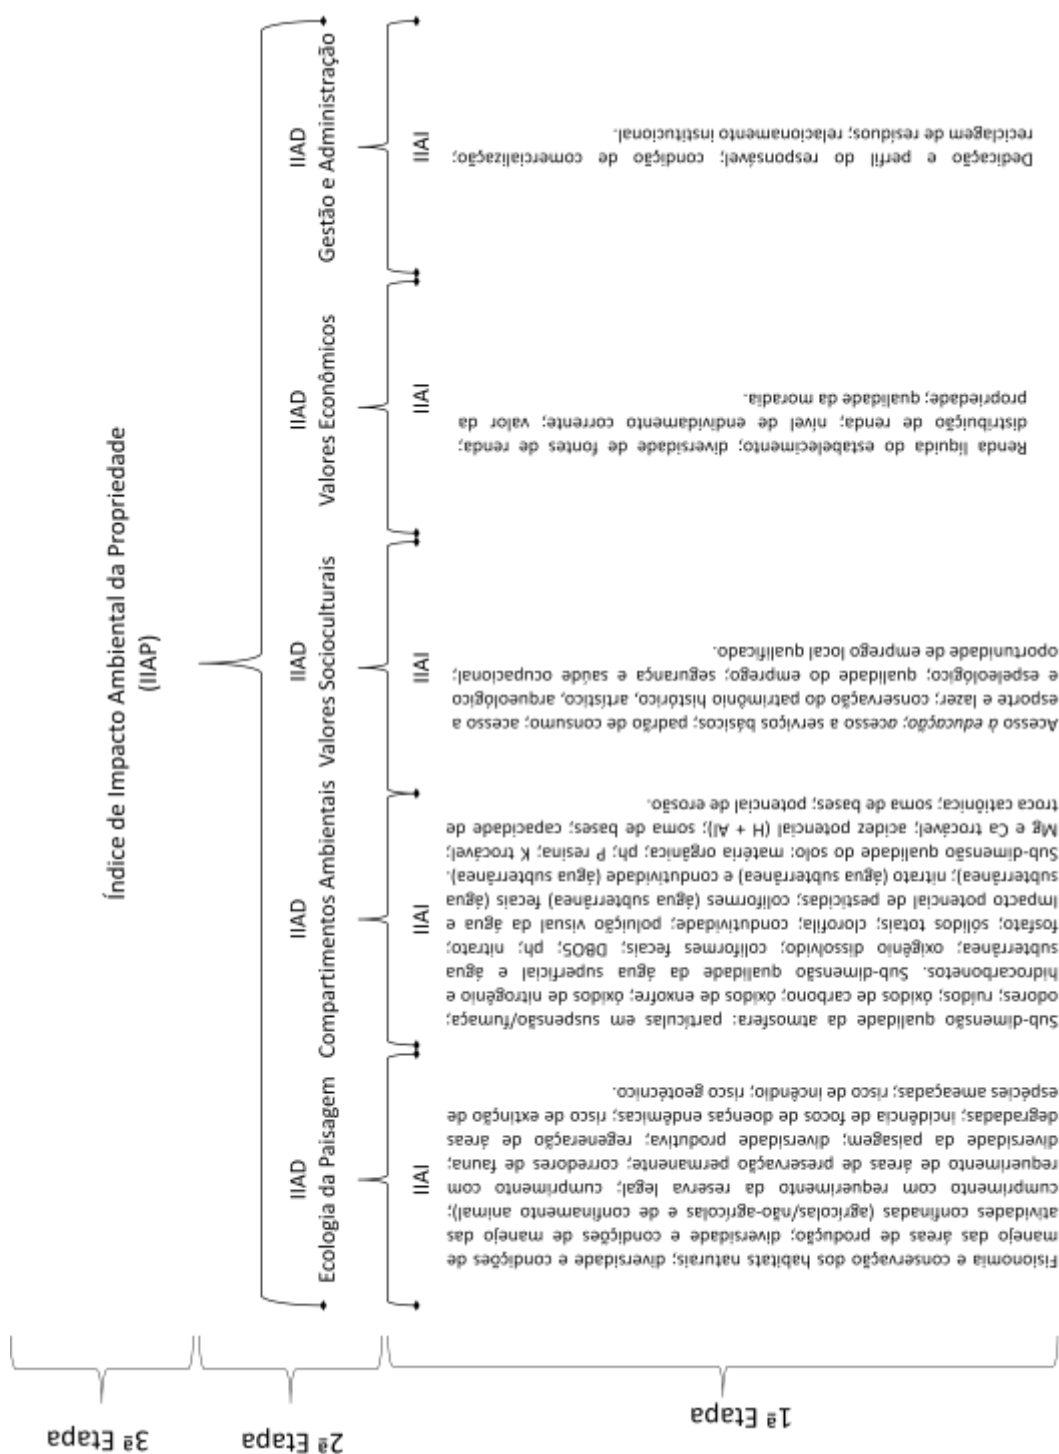 3ª Etapa
Índice de Impacto Ambiental da Propriedade
(IIAP)
2ª Etapa
IIAD
Ecologia da Paisagem
IIAD
Compartimentos Ambientais
IIAD
Valores Socioculturais
IIAD
Valores Econômicos
IIAD
Gestão e Administração
1ª Etapa
IIAI
Fisionomia e conservação dos habitats naturais; diversidade e condições de
manejo das áreas de produção; diversidade e condições de manejo das
atividades confinadas (agrícolas/não-agrícolas e de confinamento animal);
cumprimento com requerimento da reserva legal; cumprimento com
requerimento de áreas de preservação permanente; corredores de fauna;
diversidade da paisagem; diversidade produtiva; regeneração de áreas
degradadas; incidência de focos de doenças endêmicas; risco de extinção de
espécies ameaçadas; risco de incêndio; risco geotécnico.
IIAI
Sub-dimensão qualidade da atmosfera: partículas em suspensão/fumaça;
odores; ruídos; óxidos de carbono; óxidos de enxofre; óxidos de nitrogênio e
hidrocarbonetos. Sub-dimensão qualidade da água superficial e água
subterrânea; oxigênio dissolvido; coliformes fecais; DBO5; ph; nitrato;
fosfato; sólidos totais; clorofila; condutividade; poluição visual da água e
Impacto potencial de pesticidas; coliformes (água subterrânea) fecais (água
subterrânea); nitrato (água subterrânea) e condutividade (água subterrânea).
Sub-dimensão qualidade do solo: matéria orgânica; ph; P resina; K trocável;
Mg e Ca trocável; acidez potencial (H + Al); soma de bases; capacidade de
troca catiônica; soma de bases; potencial de erosão.
IIAI
Acesso à educação; acesso a serviços básicos; padrão de consumo; acesso a
esporte e lazer; conservação do patrimônio histórico, artístico, arqueológico
e espeleológico; qualidade do emprego; segurança e saúde ocupacional;
oportunidade de emprego local qualificado.
IIAI
Renda líquida do estabelecimento; diversidade de fontes de renda;
distribuição de renda; nível de endividamento corrente; valor da
propriedade; qualidade da moradia.
IIAI
Dedicação e perfil do responsável; condição de comercialização;
reciclagem de resíduos; relacionamento institucional.